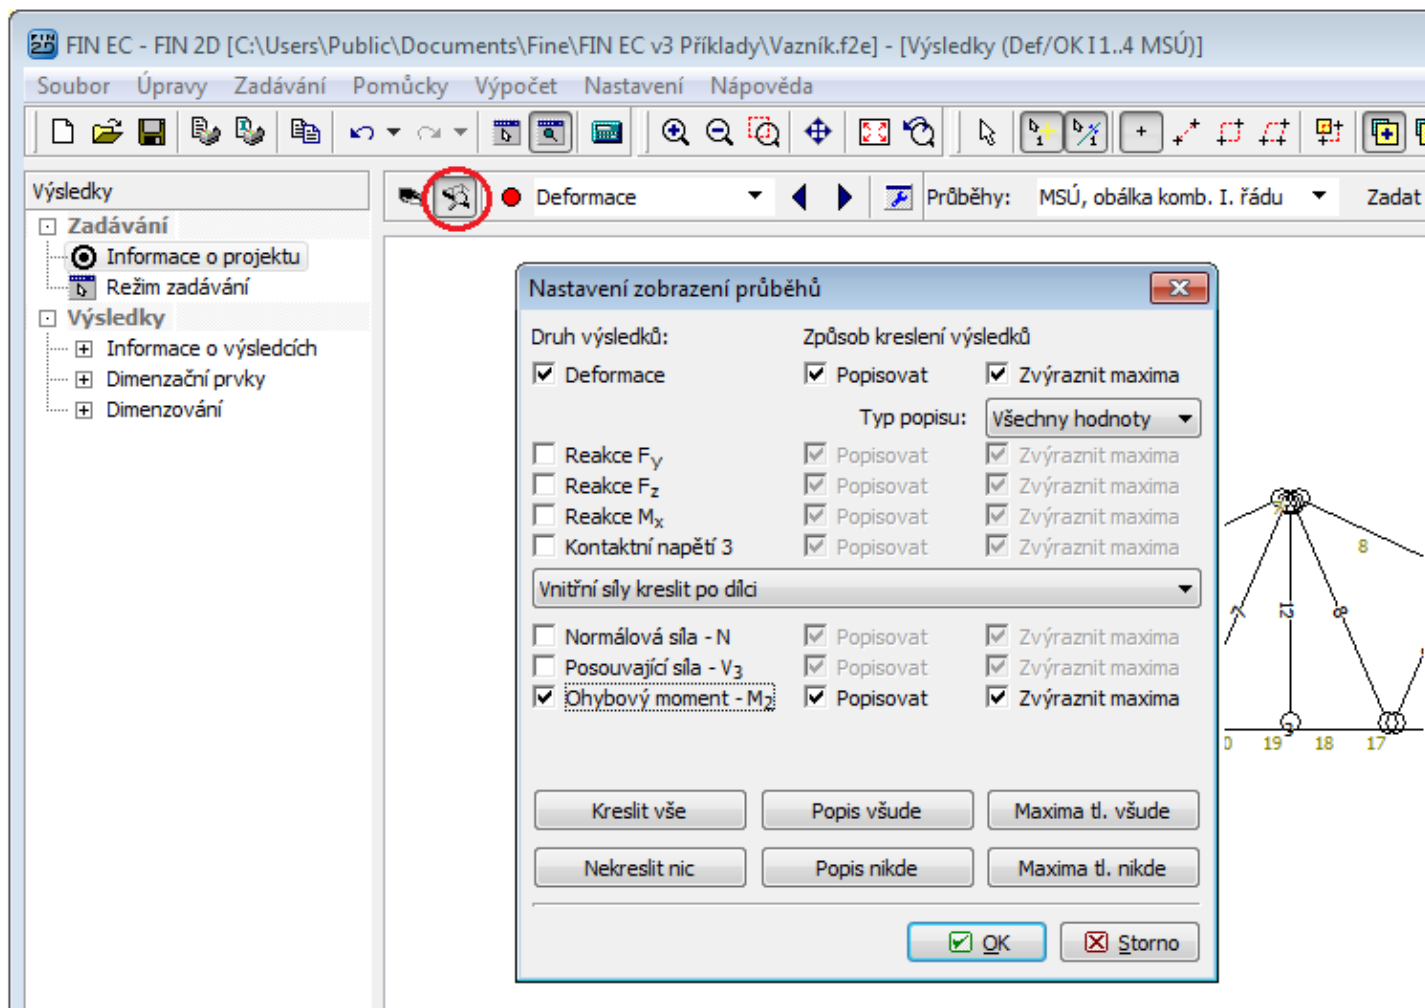 FIN EC - FIN 2D [C:\Users\Public\Documents\Fine\FIN EC v3 Příklady\Vazník.f2e] - [Výsledky (Def/OK I 1..4 MSÚ)]
Soubor Úpravy Zadávání Pomůcky Výpočet Nastavení Nápověda
Výsledky
Deformace
Průběhy: MSÚ, obálka komb. I. řádu Zadat
Zadávání
Informace o projektu
Režim zadávání
Výsledky
Informace o výsledcích
Dimenzační prvky
Dimenzování
Nastavení zobrazení průběhů
Druh výsledků: Způsob kreslení výsledků
Deformace Popisovat Zvýraznit maxima
Typ popisu: Všechny hodnoty
Reakce Fy Popisovat Zvýraznit maxima
Reakce Fz Popisovat Zvýraznit maxima
Reakce Mx Popisovat Zvýraznit maxima
Kontaktní napětí 3 Popisovat Zvýraznit maxima
Vnitřní síly kreslit po dílci
Normálová síla - N Popisovat Zvýraznit maxima
Posouvající síla - V3 Popisovat Zvýraznit maxima
Ohybový moment - M2 Popisovat Zvýraznit maxima
Kreslit vše Popis všude Maxima tl. všude
Nekreslit nic Popis nikde Maxima tl. nikde
OK Storno
8
7 12 8
19 18 17